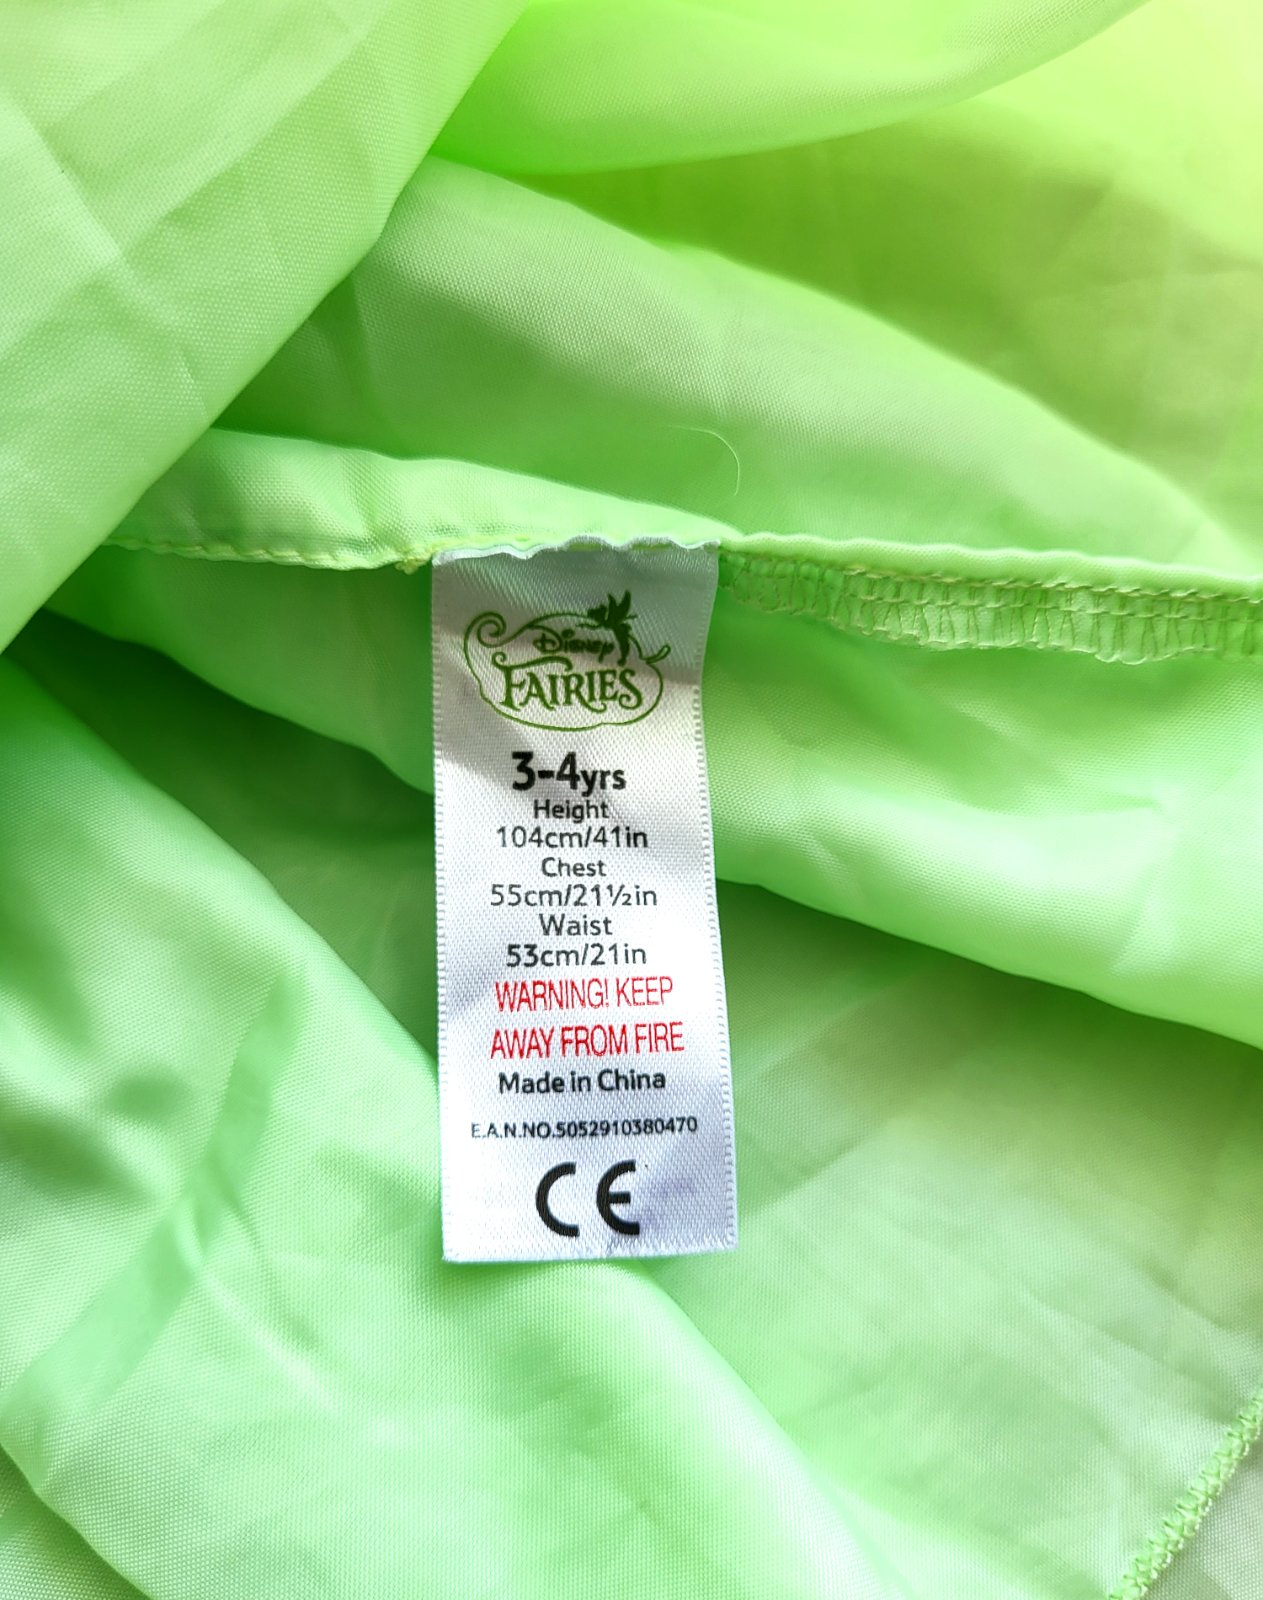 Disney
FAIRIES
3-4yrs
Height
104cm/41in
Chest
55cm/21½in
Waist
53cm/21in
WARNING! KEEP
AWAY FROM FIRE
Made in China
E.A.N.NO.5052910380470
CE